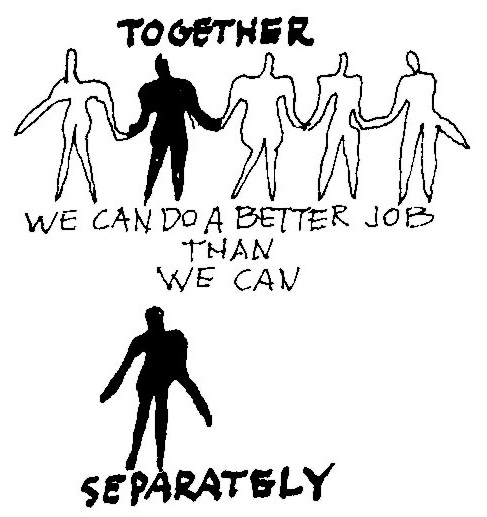 TOGETHER
WE CAN DO A BETTER JOB
THAN
WE CAN
SEPARATELY